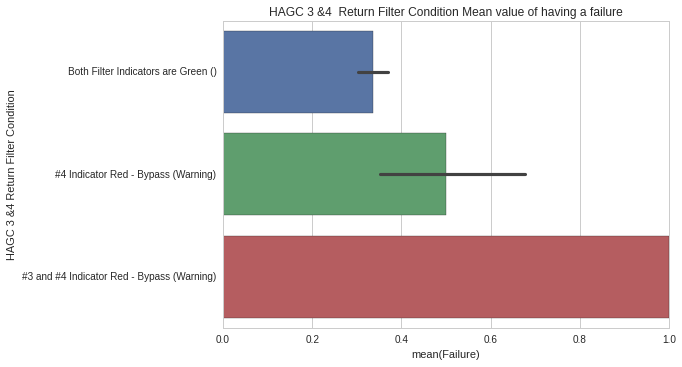 HAGC 3 &4  Return Filter Condition Mean value of having a failure
HAGC 3 &4 Return Filter Condition
Both Filter Indicators are Green ()
#4 Indicator Red - Bypass (Warning)
#3 and #4 Indicator Red - Bypass (Warning)
0.0 0.2 0.4 0.6 0.8 1.0
mean(Failure)